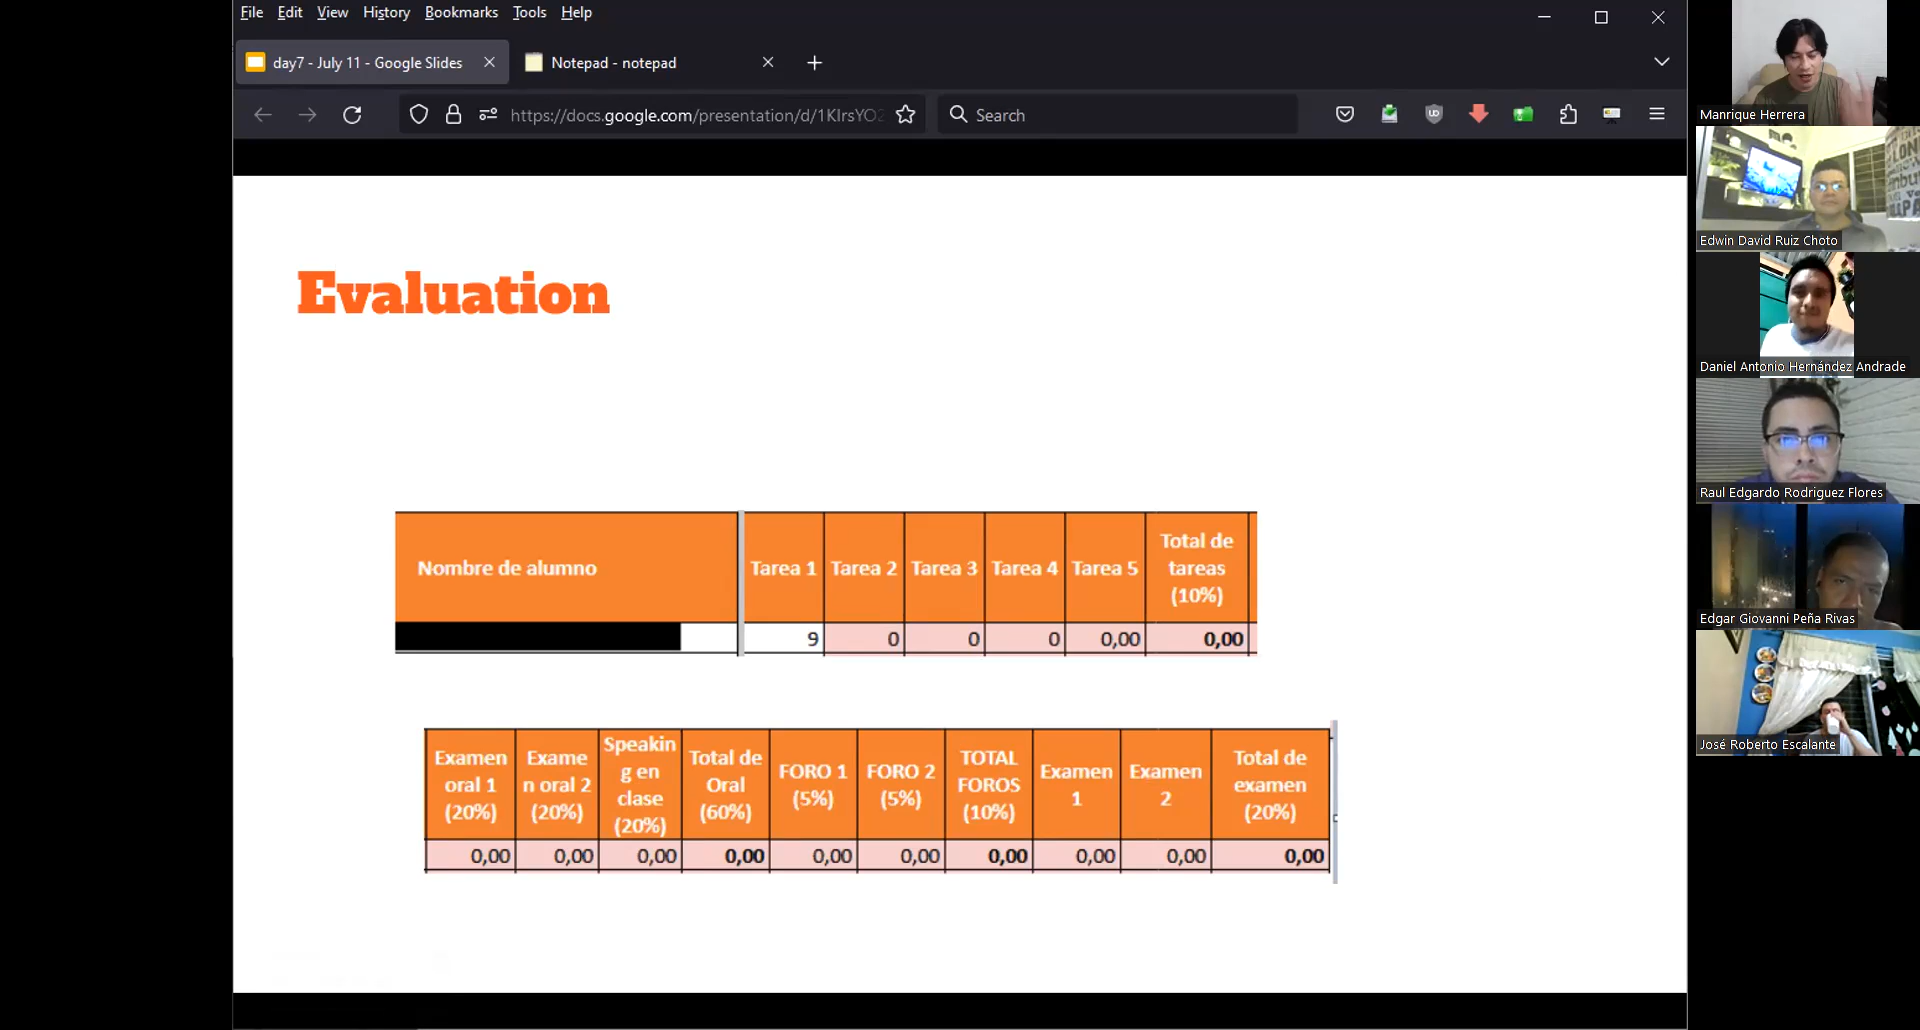 File Edit View History Bookmarks Tools Help
day7 - July 11 - Google Slides
Notepad - notepad
https://docs.google.com/presentation/d/1KIrsYO
Search
Evaluation
Nombre de alumno
Tarea 1
Tarea 2
Tarea 3
Tarea 4
Tarea 5
Total de
tareas
(10%)
9 0 0 0 0,00 0,00
Examen
oral 1
(20%)
Exame
n oral 2
(20%)
Speakin
g en
clase
(20%)
Total de
Oral
(60%)
FORO 1
(5%)
FORO 2
(5%)
TOTAL
FOROS
(10%)
Examen
1
Examen
2
Total de
examen
(20%)
0,00 0,00 0,00 0,00 0,00 0,00 0,00 0,00 0,00 0,00
Manrique Herrera
Edwin David Ruiz Choto
Daniel Antonio Hernández Andrade
Raul Edgardo Rodriguez Flores
Edgar Giovanni Peña Rivas
José Roberto Escalante